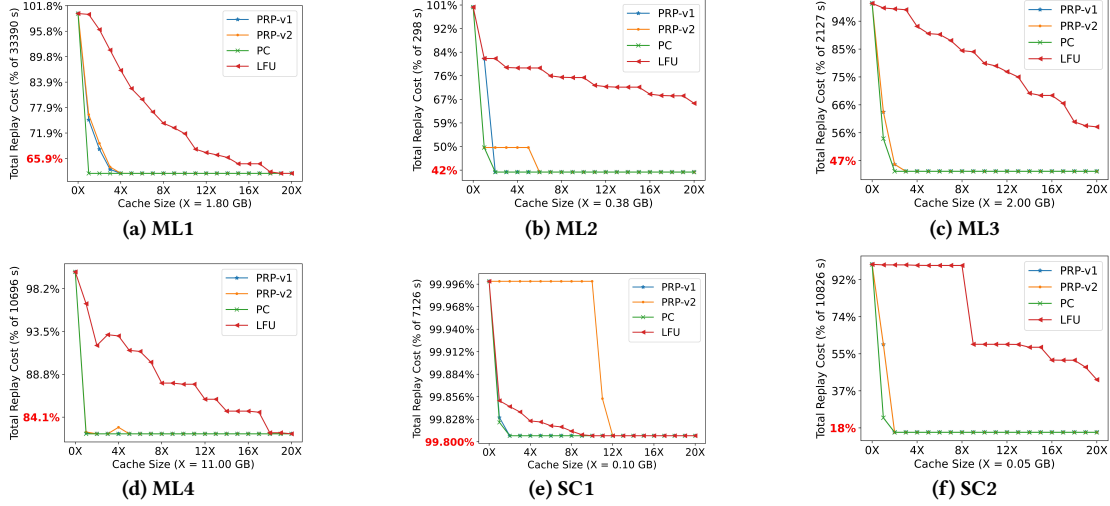 Total Replay Cost (% of 33390 s)
101.8%
95.8%
89.8%
83.9%
77.9%
71.9%
65.9%
PRP-v1
PRP-v2
PC
LFU
0X 4X 8X 12X 16X 20X
Cache Size (X = 1.80 GB)
(a) ML1
Total Replay Cost (% of 298 s)
101%
92%
84%
76%
67%
59%
50%
42%
PRP-v1
PRP-v2
PC
LFU
0X 4X 8X 12X 16X 20X
Cache Size (X = 0.38 GB)
(b) ML2
Total Replay Cost (% of 2127 s)
94%
85%
75%
66%
56%
47%
PRP-v1
PRP-v2
PC
LFU
0X 4X 8X 12X 16X 20X
Cache Size (X = 2.00 GB)
(c) ML3
Total Replay Cost (% of 10696 s)
98.2%
93.5%
88.8%
84.1%
PRP-v1
PRP-v2
PC
LFU
0X 4X 8X 12X 16X 20X
Cache Size (X = 11.00 GB)
(d) ML4
Total Replay Cost (% of 7126 s)
99.996%
99.968%
99.940%
99.912%
99.884%
99.856%
99.828%
99.800%
PRP-v1
PRP-v2
PC
LFU
0X 4X 8X 12X 16X 20X
Cache Size (X = 0.10 GB)
(e) SC1
Total Replay Cost (% of 10826 s)
92%
74%
55%
37%
18%
PRP-v1
PRP-v2
PC
LFU
0X 4X 8X 12X 16X 20X
Cache Size (X = 0.05 GB)
(f) SC2